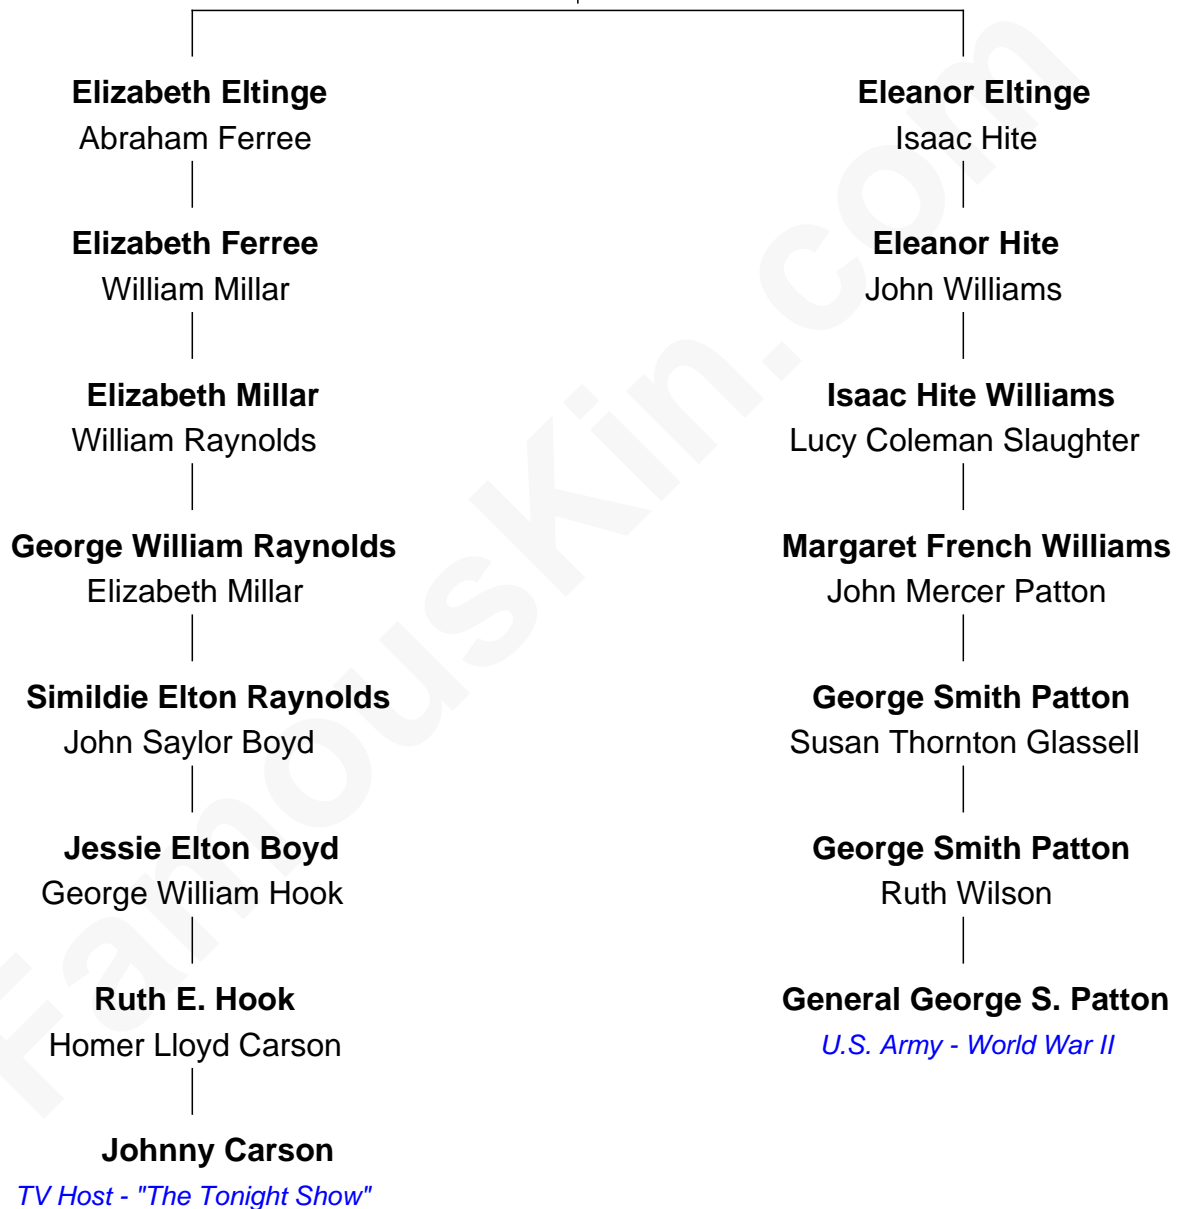 Elizabeth Eltinge
Abraham Ferree
Elizabeth Ferree
William Millar
Elizabeth Millar
William Raynolds
George William Raynolds
Elizabeth Millar
Simildie Elton Raynolds
John Saylor Boyd
Jessie Elton Boyd
George William Hook
Ruth E. Hook
Homer Lloyd Carson
Johnny Carson
TV Host - "The Tonight Show"
Eleanor Eltinge
Isaac Hite
Eleanor Hite
John Williams
Isaac Hite Williams
Lucy Coleman Slaughter
Margaret French Williams
John Mercer Patton
George Smith Patton
Susan Thornton Glassell
George Smith Patton
Ruth Wilson
General George S. Patton
U.S. Army - World War II
FamousKin.com